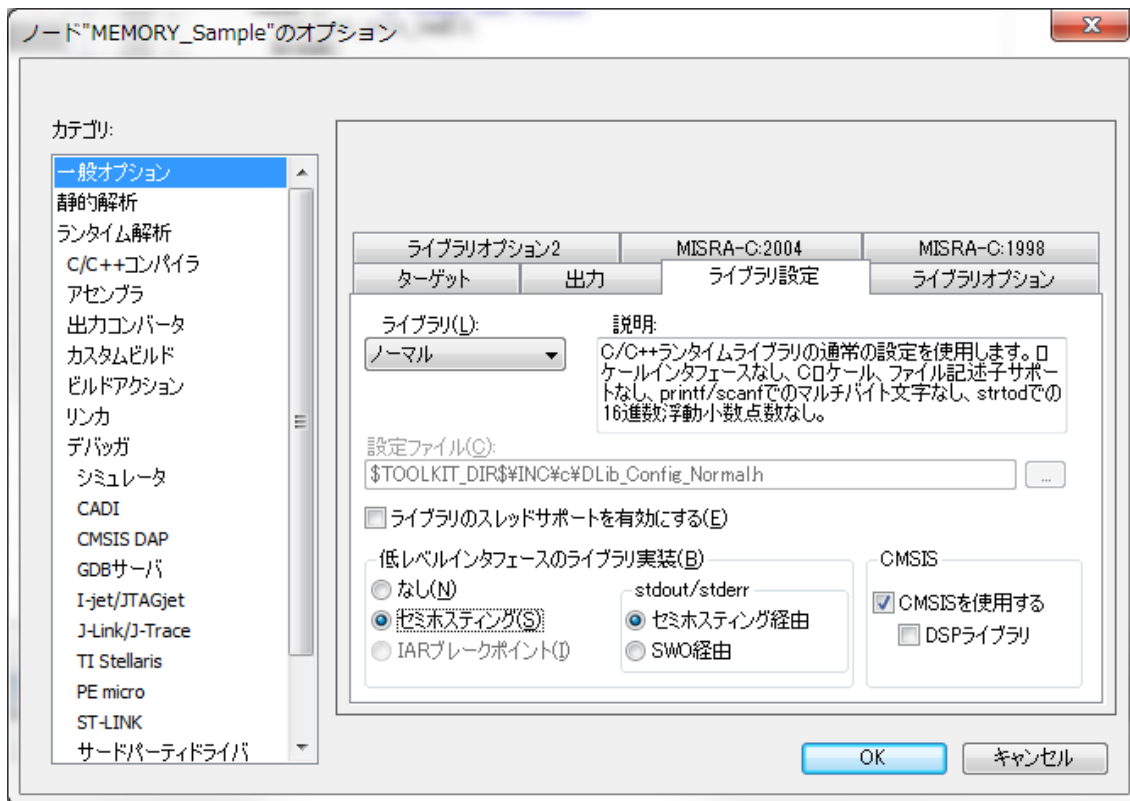 ノード"MEMORY_Sample"のオプション
カテゴリ:
一般オプション
静的解析
ランタイム解析
C/C++コンパイラ
アセンブラ
出力コンバータ
カスタムビルド
ビルドアクション
リンカ
デバッガ
シミュレータ
CADI
CMSIS DAP
GDBサーバ
I-jet/JTAGjet
J-Link/J-Trace
TI Stellaris
PE micro
ST-LINK
サードパーティドライバ
ライブラリオプション2
MISRA-C:2004
MISRA-C:1998
ターゲット
出力
ライブラリ設定
ライブラリオプション
ライブラリ(L):
ノーマル
説明:
C/C++ランタイムライブラリの通常の設定を使用します。ロ
ケールインタフェースなし、Cロケール、ファイル記述子サポー
トなし、printf/scanfでのマルチバイト文字なし、strtodでの
16進数浮動小数点数なし。
設定ファイル(C):
$TOOLKIT_DIR$¥INC¥c¥DLib_Config_Normal.h
...
ライブラリのスレッドサポートを有効にする(E)
低レベルインタフェースのライブラリ実装(B)
なし(N)
セミホスティング(S)
IARブレークポイント(I)
stdout/stderr
セミホスティング経由
SWO経由
CMSIS
CMSISを使用する
DSPライブラリ
OK
キャンセル